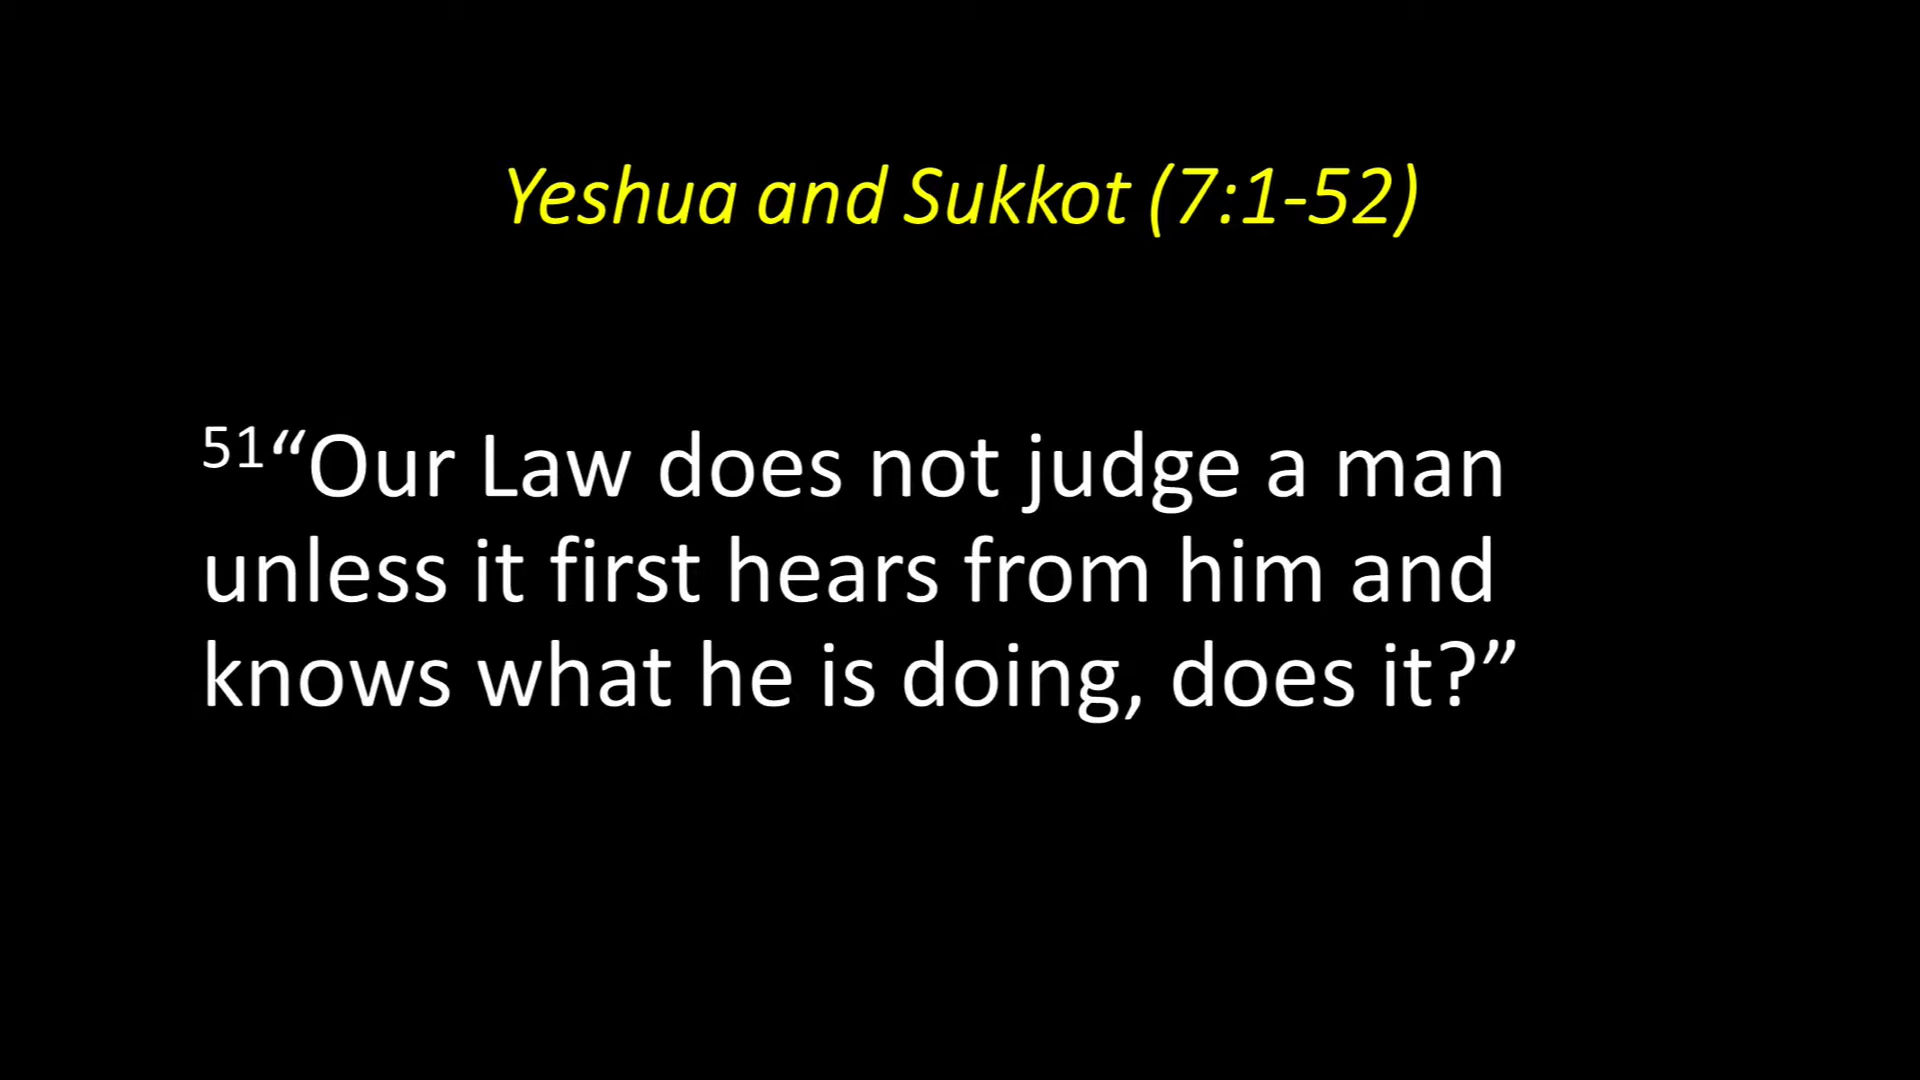 Yeshua and Sukkot (7:1-52)
51“Our Law does not judge a man
unless it first hears from him and
knows what he is doing, does it?”